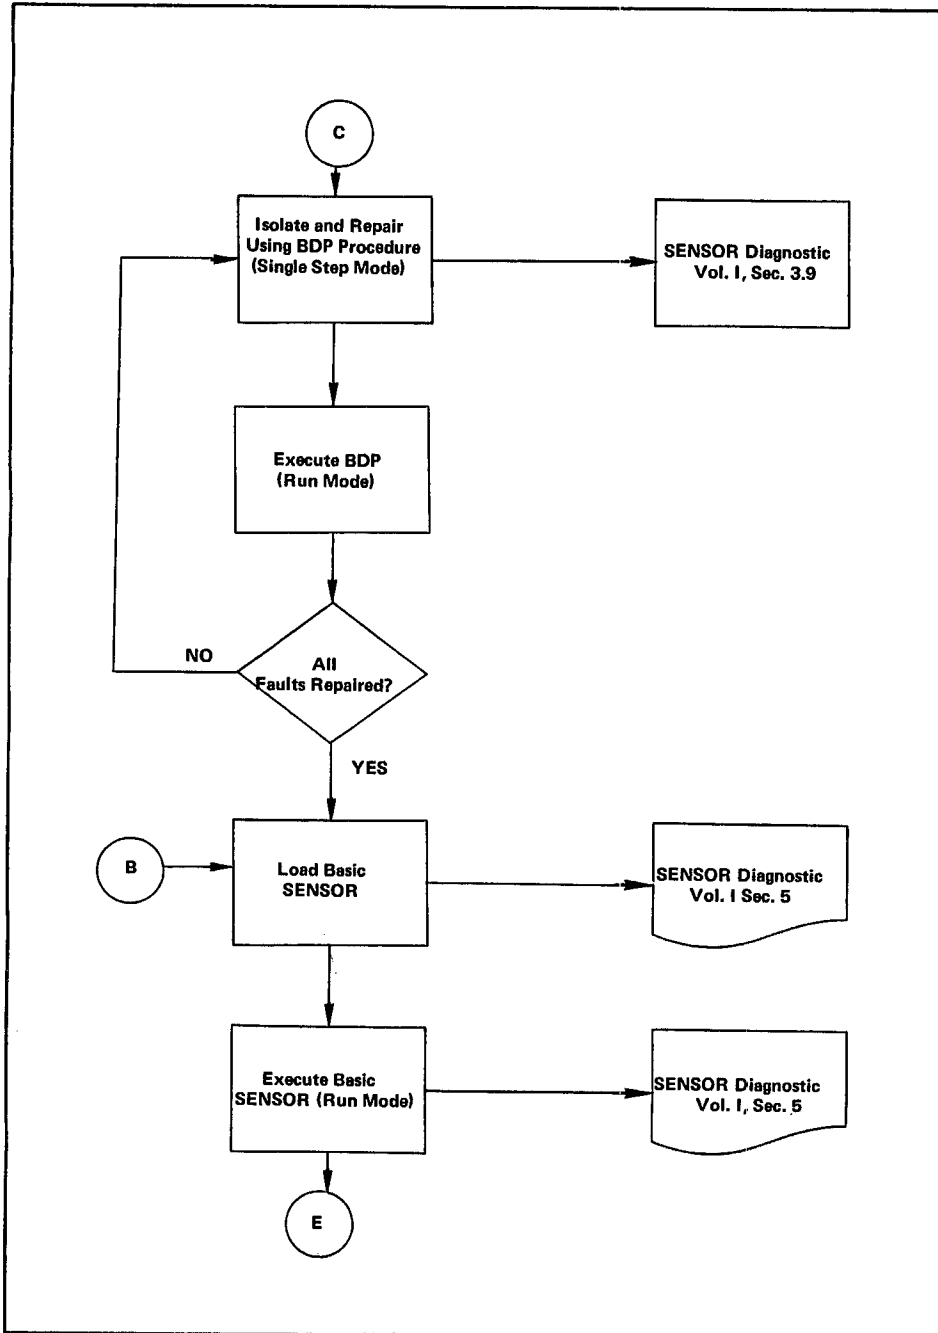 C
Isolate and Repair
Using BDP Procedure
(Single Step Mode)
SENSOR Diagnostic
Vol. I, Sec. 3.9
Execute BDP
(Run Mode)
NO
All
Faults Repaired?
YES
B
Load Basic
SENSOR
SENSOR Diagnostic
Vol. I Sec. 5
Execute Basic
SENSOR (Run Mode)
SENSOR Diagnostic
Vol. I, Sec. 5
E